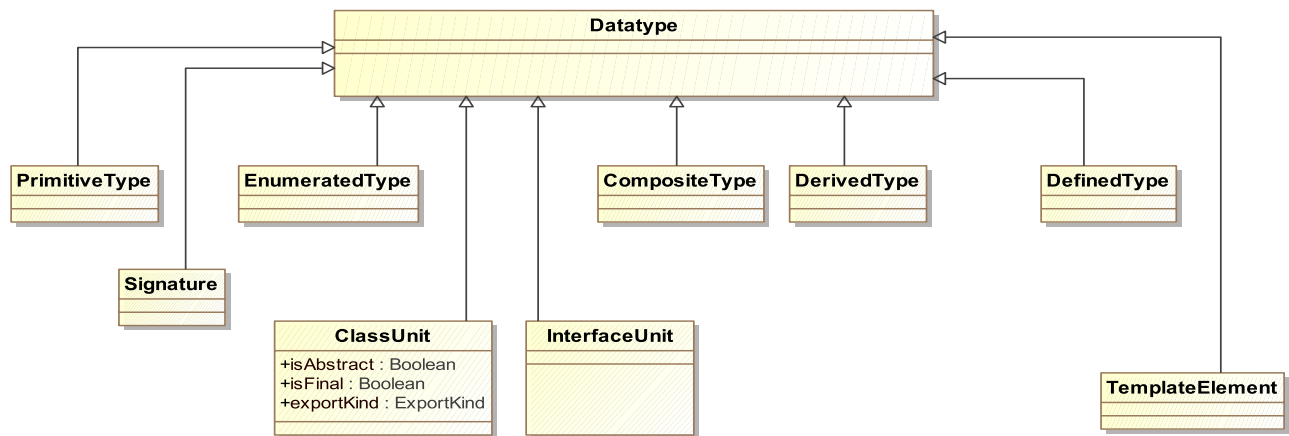 Datatype
PrimitiveType
EnumeratedType
CompositeType
DerivedType
DefinedType
Signature
ClassUnit
+isAbstract : Boolean
+isFinal : Boolean
+exportKind : ExportKind
InterfaceUnit
TemplateElement